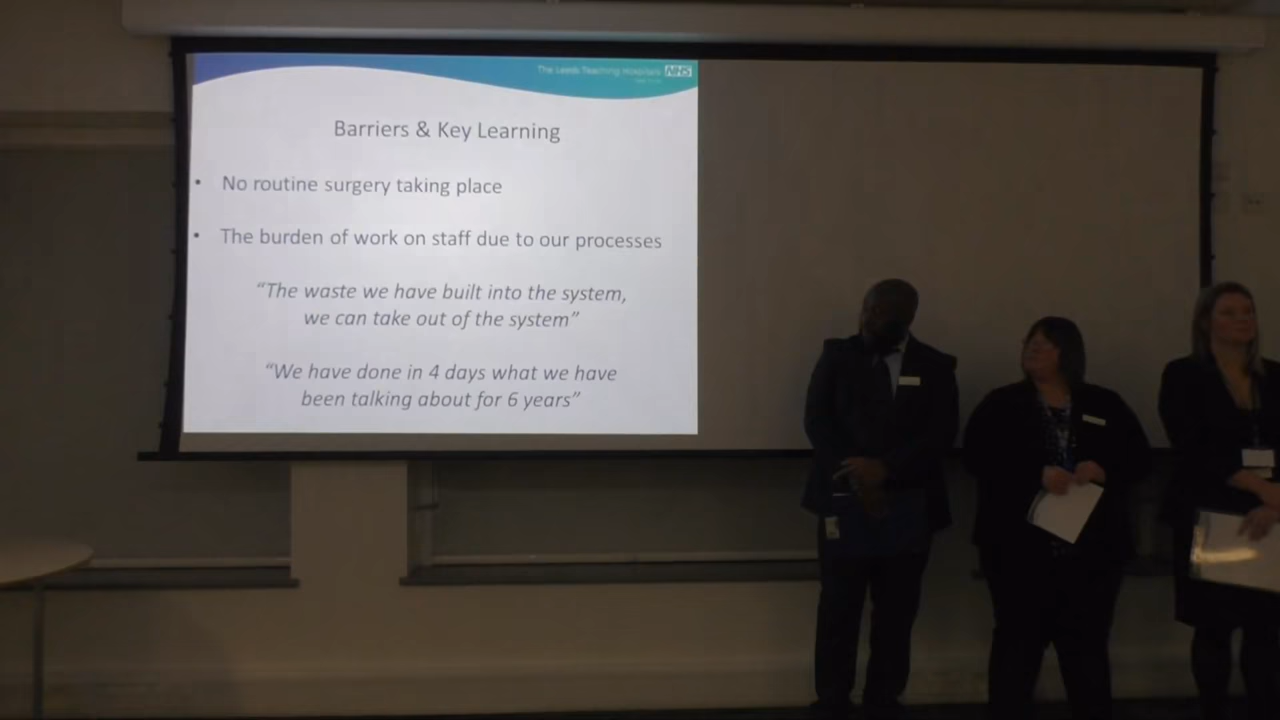 The Leeds Teaching Hospitals NHS
Barriers & Key Learning
• No routine surgery taking place
• The burden of work on staff due to our processes
“The waste we have built into the system,
we can take out of the system”
“We have done in 4 days what we have
been talking about for 6 years”